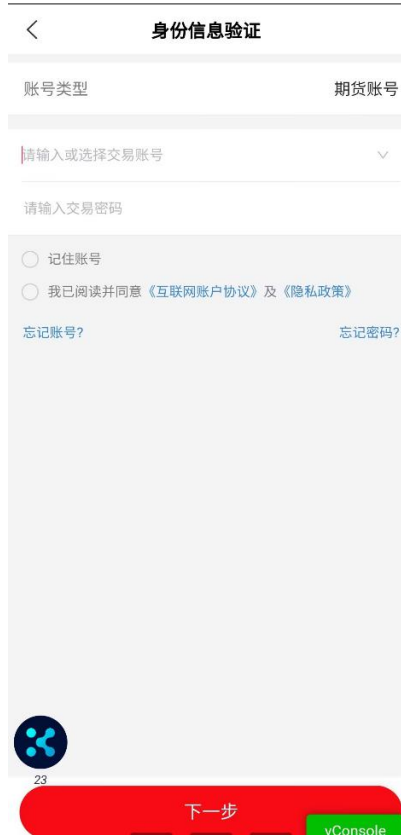 身份信息验证
账号类型 期货账号
请输入或选择交易账号
请输入交易密码
记住账号
我已阅读并同意《互联网账户协议》及《隐私政策》
忘记账号? 忘记密码?
23
下一步
vConsole